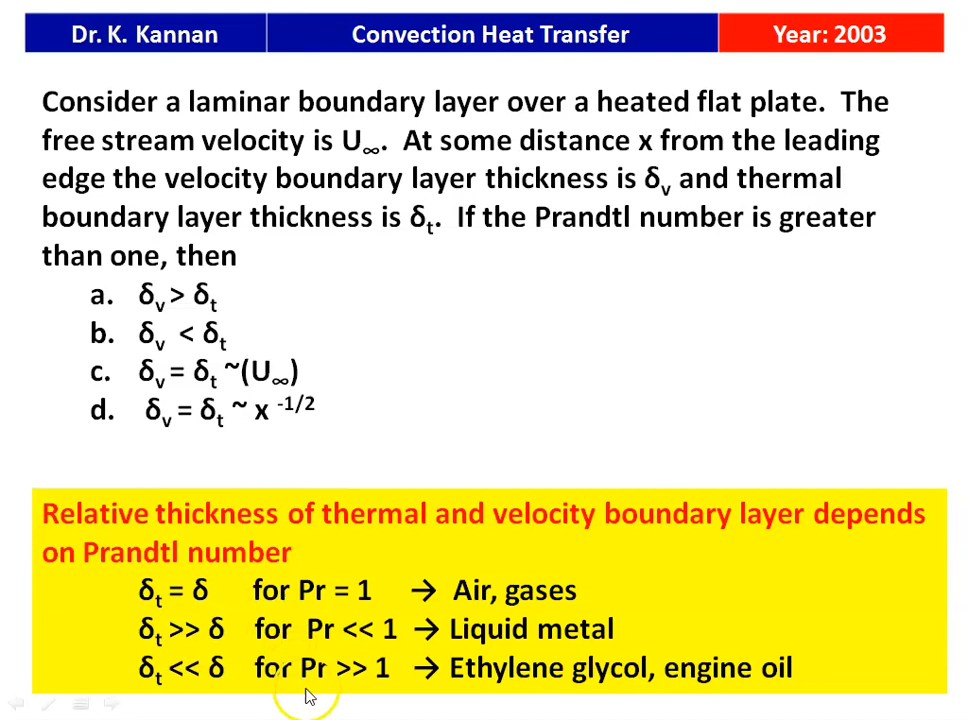 Dr. K. Kannan Convection Heat Transfer Year: 2003
Consider a laminar boundary layer over a heated flat plate. The
free stream velocity is U∞. At some distance x from the leading
edge the velocity boundary layer thickness is δv and thermal
boundary layer thickness is δt. If the Prandtl number is greater
than one, then
a. δv > δt
b. δv < δt
c. δv = δt ~(U∞)
d. δv = δt ~ x -1/2
Relative thickness of thermal and velocity boundary layer depends
on Prandtl number
δt = δ for Pr = 1 → Air, gases
δt >> δ for Pr << 1 → Liquid metal
δt << δ for Pr >> 1 → Ethylene glycol, engine oil